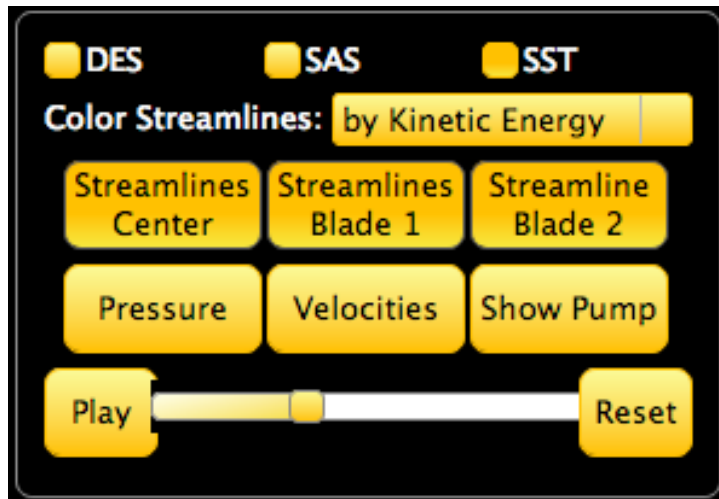 DES SAS SST
Color Streamlines: by Kinetic Energy
Streamlines Streamlines Streamline
Center Blade 1 Blade 2
Pressure Velocities Show Pump
Play Reset